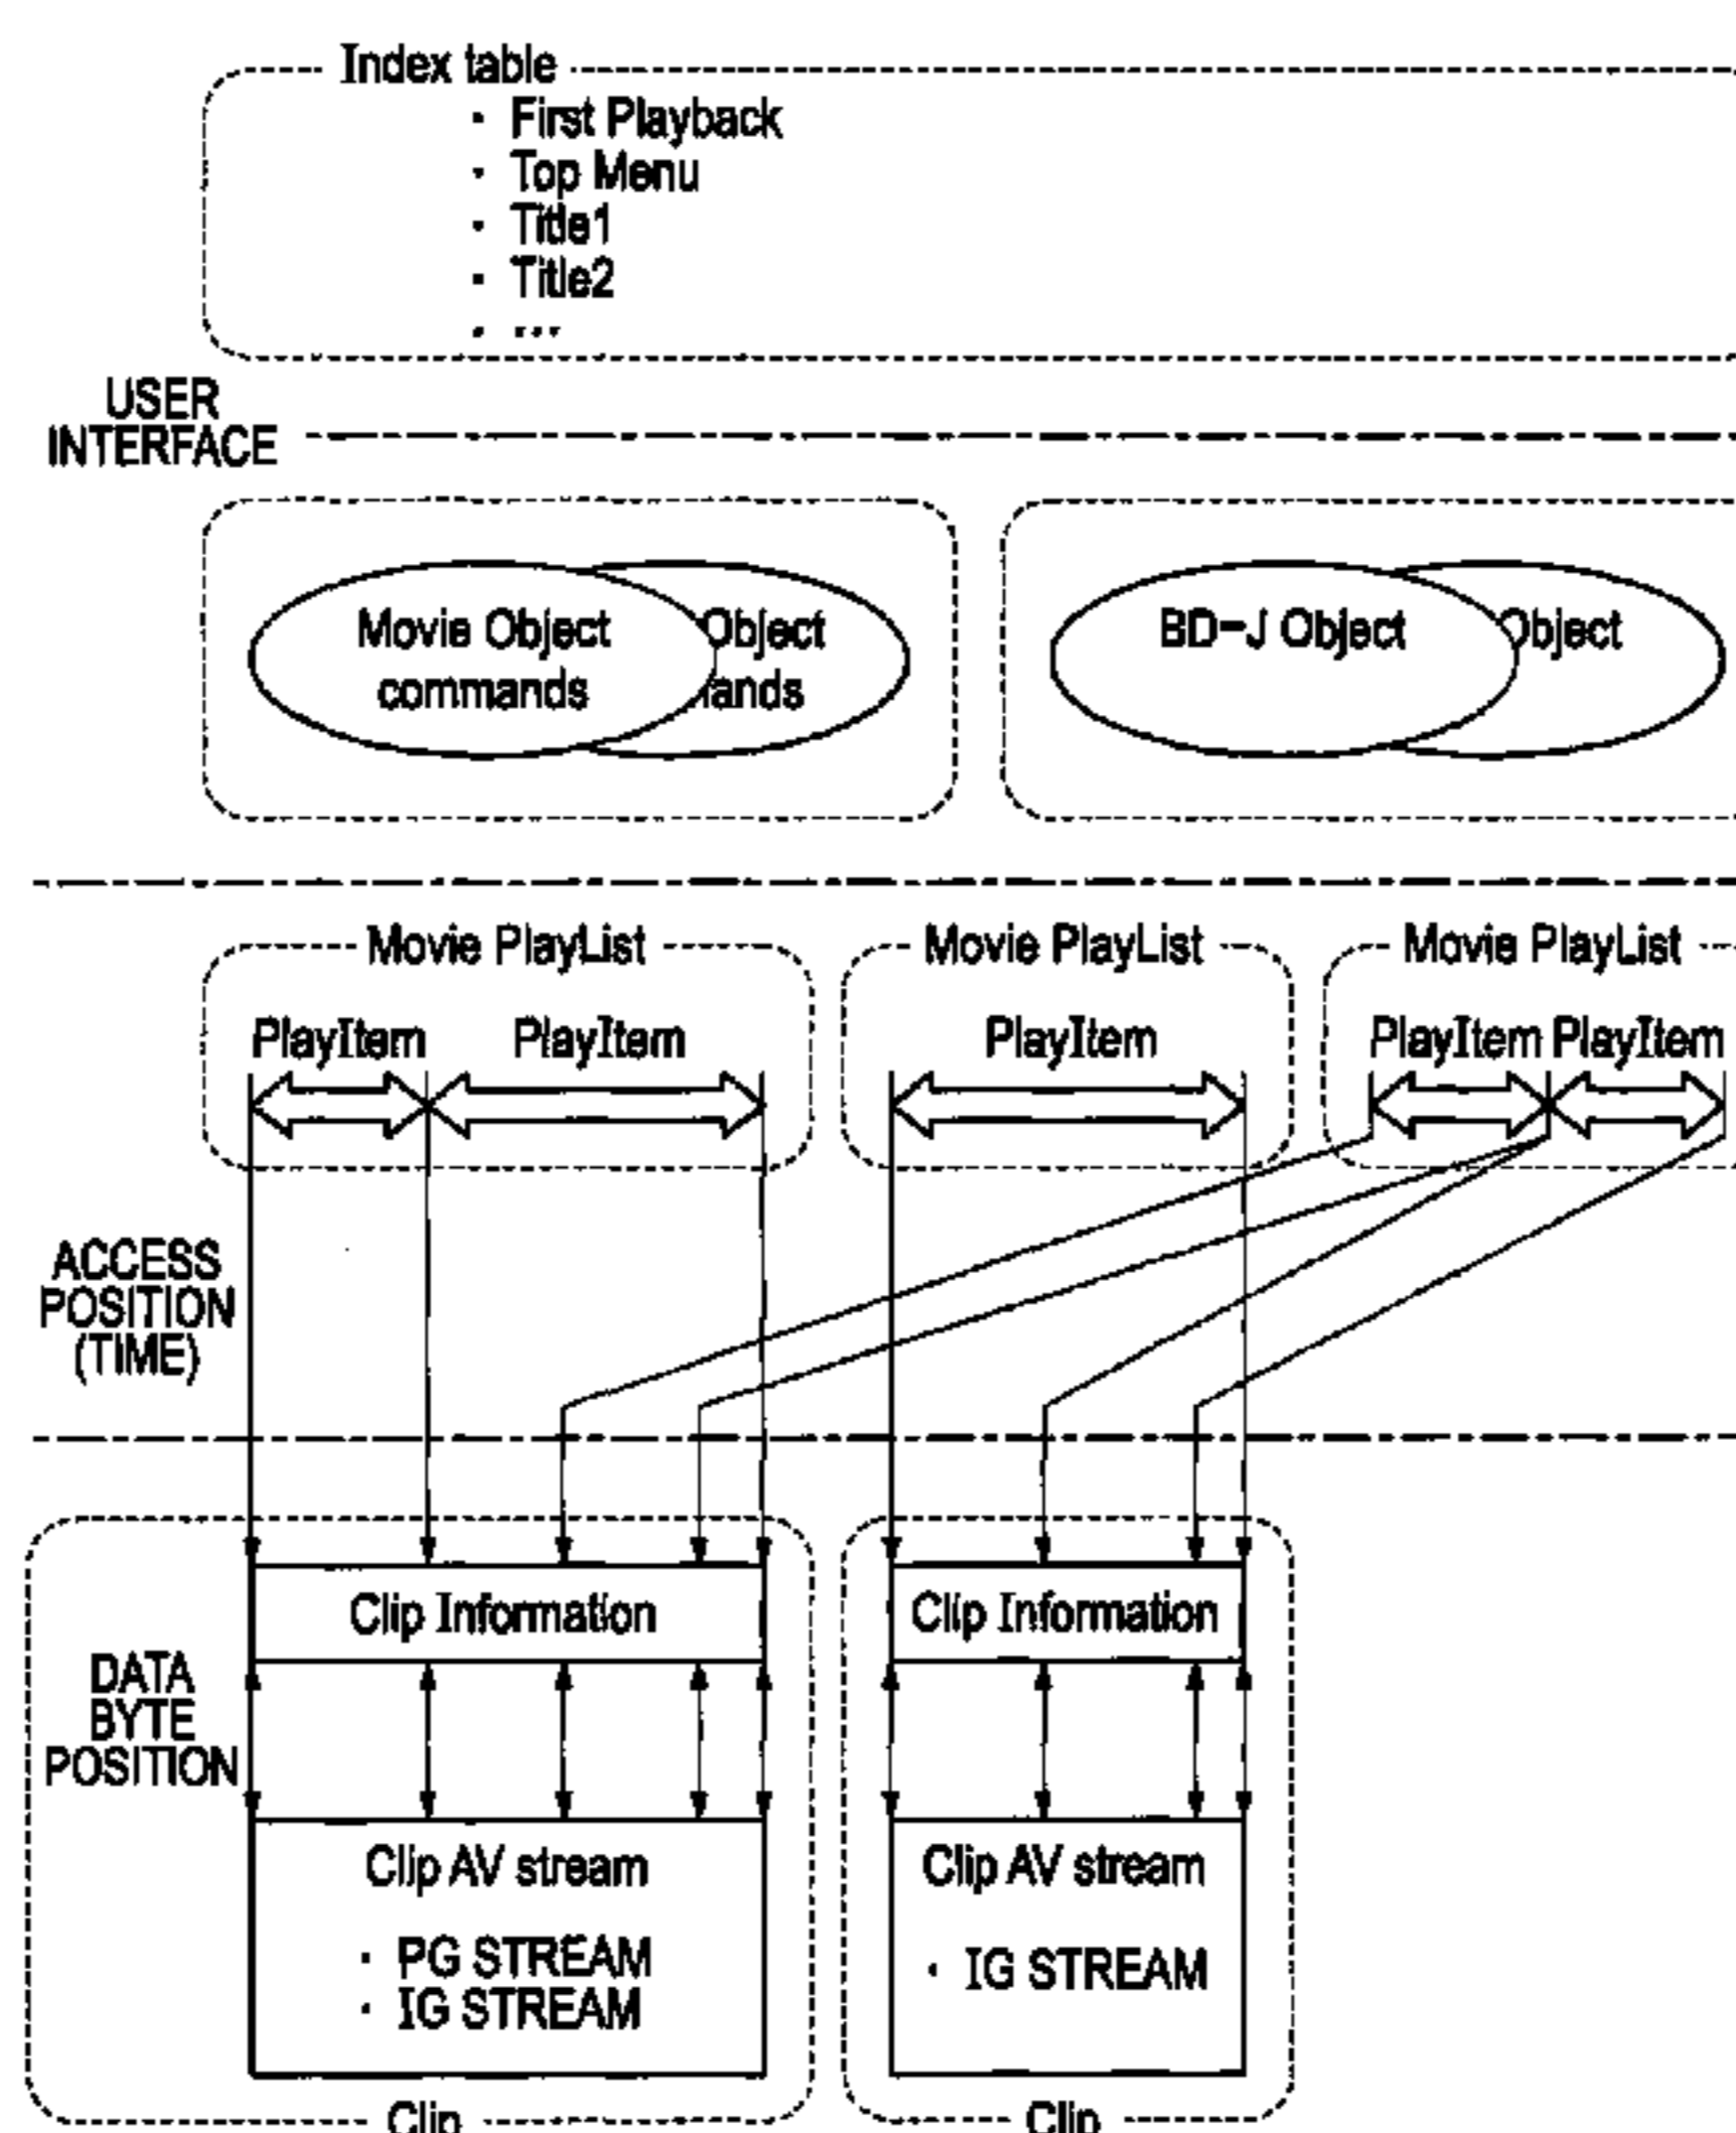 Index table
· First Playback
· Top Menu
· Title1
· Title2
· ...
USER
INTERFACE
Movie Object
commands
Object
ands
BD-J Object
Object
Movie PlayList
Movie PlayList
Movie PlayList
PlayItem
PlayItem
PlayItem
PlayItem
PlayItem
ACCESS
POSITION
(TIME)
Clip Information
Clip Information
DATA
BYTE
POSITION
Clip AV stream
· PG STREAM
· IG STREAM
Clip AV stream
· IG STREAM
Clip
Clip